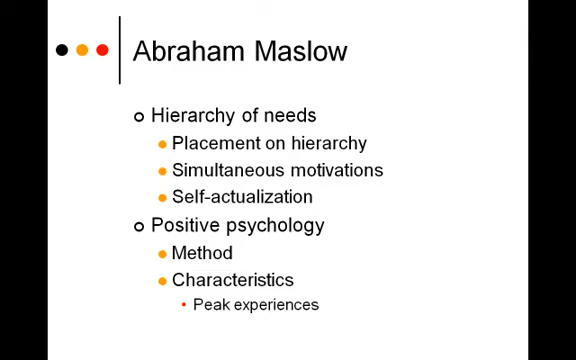 Abraham Maslow
Hierarchy of needs
Placement on hierarchy
Simultaneous motivations
Self-actualization
Positive psychology
Method
Characteristics
Peak experiences